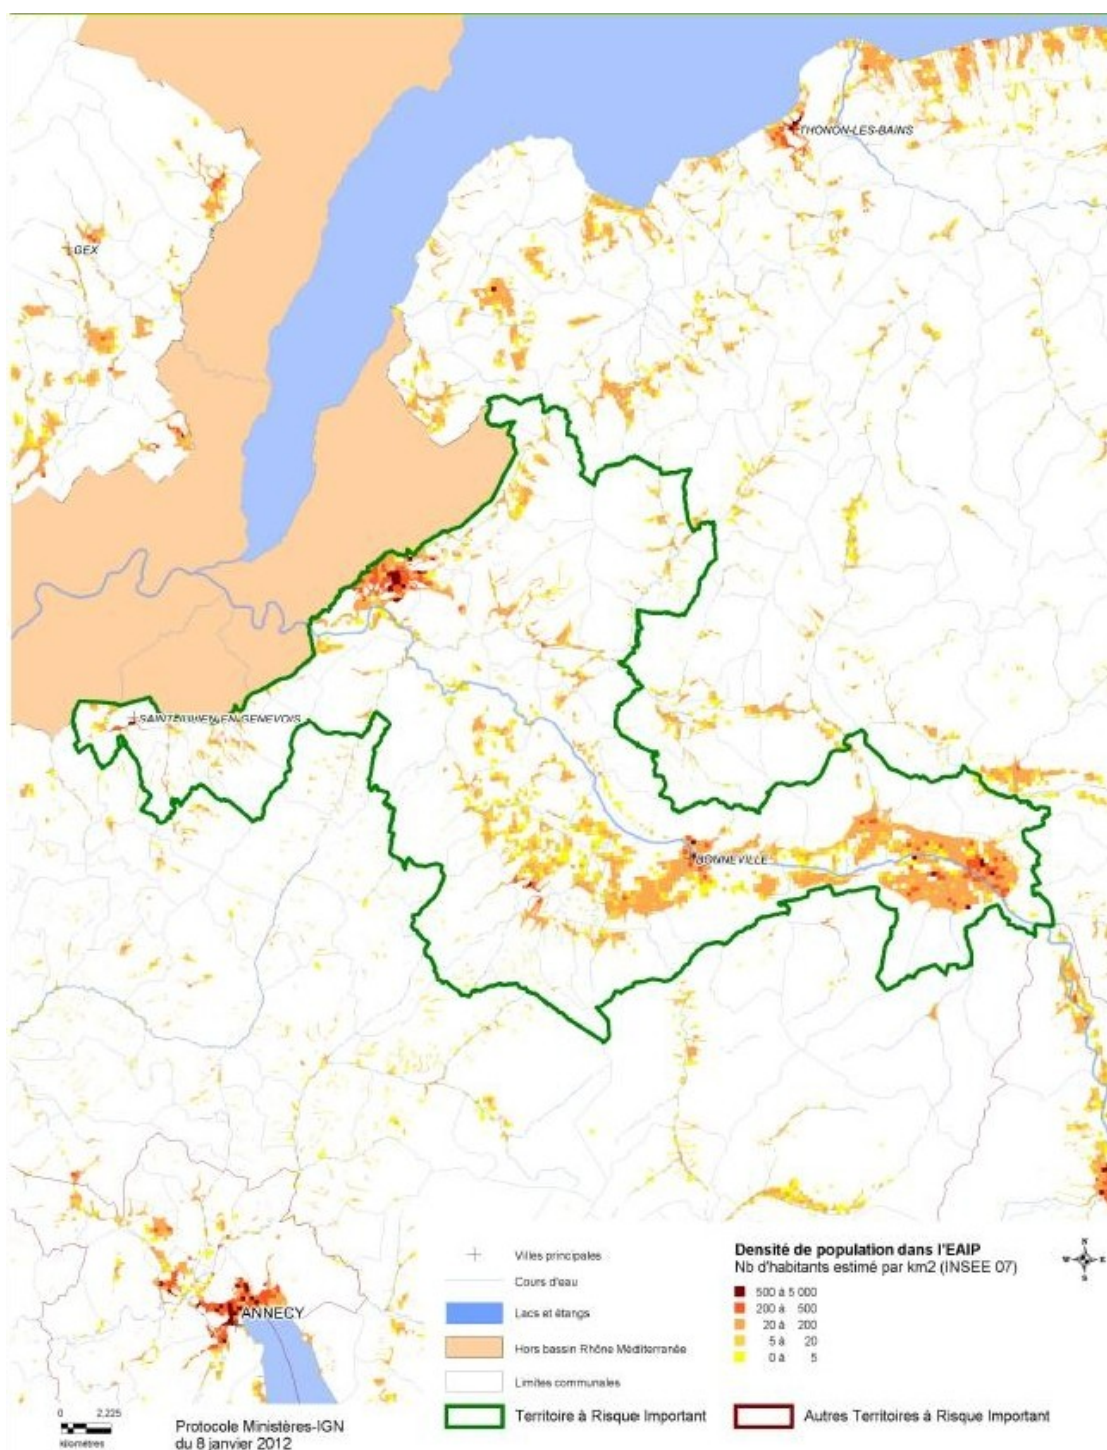 THONON-LES-BAINS
GEX
SAINT-JULIEN-EN-GENEVOIS
BONNEVILLE
ANNECY
Villes principales
Cours d'eau
Lacs et étangs
Hors bassin Rhône Méditerranée
Limites communales
Territoire à Risque Important
Densité de population dans l'EAIP
Nb d'habitants estimé par km2 (INSEE 07)
500 à 5 000
200 à 500
20 à 200
5 à 20
0 à 5
N
W E
S
Autres Territoires à Risque Important
0 2,225
kilomètres
Protocole Ministères-IGN
du 8 janvier 2012